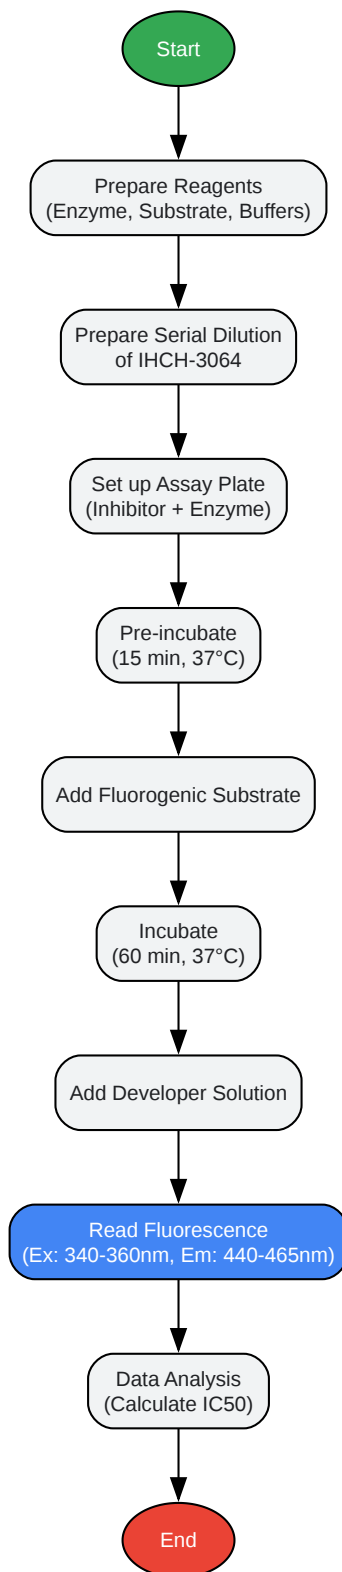 Start
Prepare Reagents
(Enzyme, Substrate, Buffers)
Prepare Serial Dilution
of IHCH-3064
Set up Assay Plate
(Inhibitor + Enzyme)
Pre-incubate
(15 min, 37°C)
Add Fluorogenic Substrate
Incubate
(60 min, 37°C)
Add Developer Solution
Read Fluorescence
(Ex: 340-360nm, Em: 440-465nm)
Data Analysis
(Calculate IC50)
End